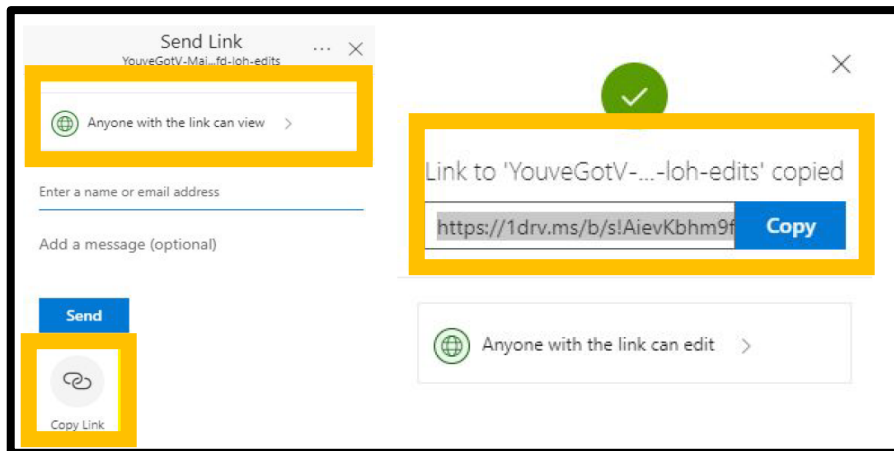 Send Link
YouveGotV-Mai...fd-loh-edits
Anyone with the link can view
Enter a name or email address
Add a message (optional)
Send
Copy Link
Link to 'YouveGotV-...-loh-edits' copied
https://1drv.ms/b/s!AievKbhm9f
Copy
Anyone with the link can edit